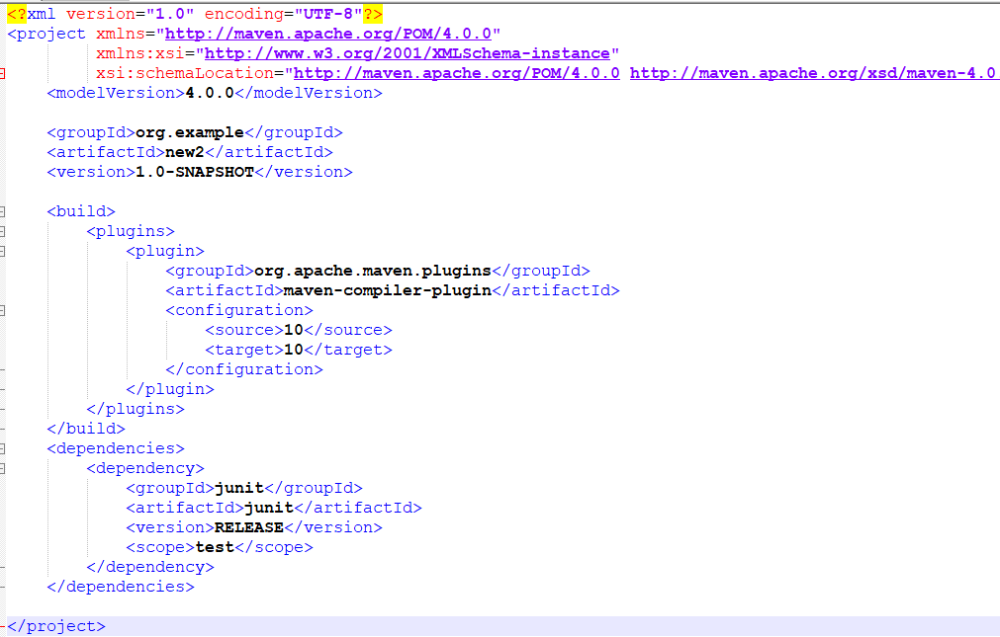 <?xml version="1.0" encoding="UTF-8"?>
<project xmlns="http://maven.apache.org/POM/4.0.0"
         xmlns:xsi="http://www.w3.org/2001/XMLSchema-instance"
         xsi:schemaLocation="http://maven.apache.org/POM/4.0.0 http://maven.apache.org/xsd/maven-4.0
    <modelVersion>4.0.0</modelVersion>

    <groupId>org.example</groupId>
    <artifactId>new2</artifactId>
    <version>1.0-SNAPSHOT</version>

    <build>
        <plugins>
            <plugin>
                <groupId>org.apache.maven.plugins</groupId>
                <artifactId>maven-compiler-plugin</artifactId>
                <configuration>
                    <source>10</source>
                    <target>10</target>
                </configuration>
            </plugin>
        </plugins>
    </build>
    <dependencies>
        <dependency>
            <groupId>junit</groupId>
            <artifactId>junit</artifactId>
            <version>RELEASE</version>
            <scope>test</scope>
        </dependency>
    </dependencies>

</project>